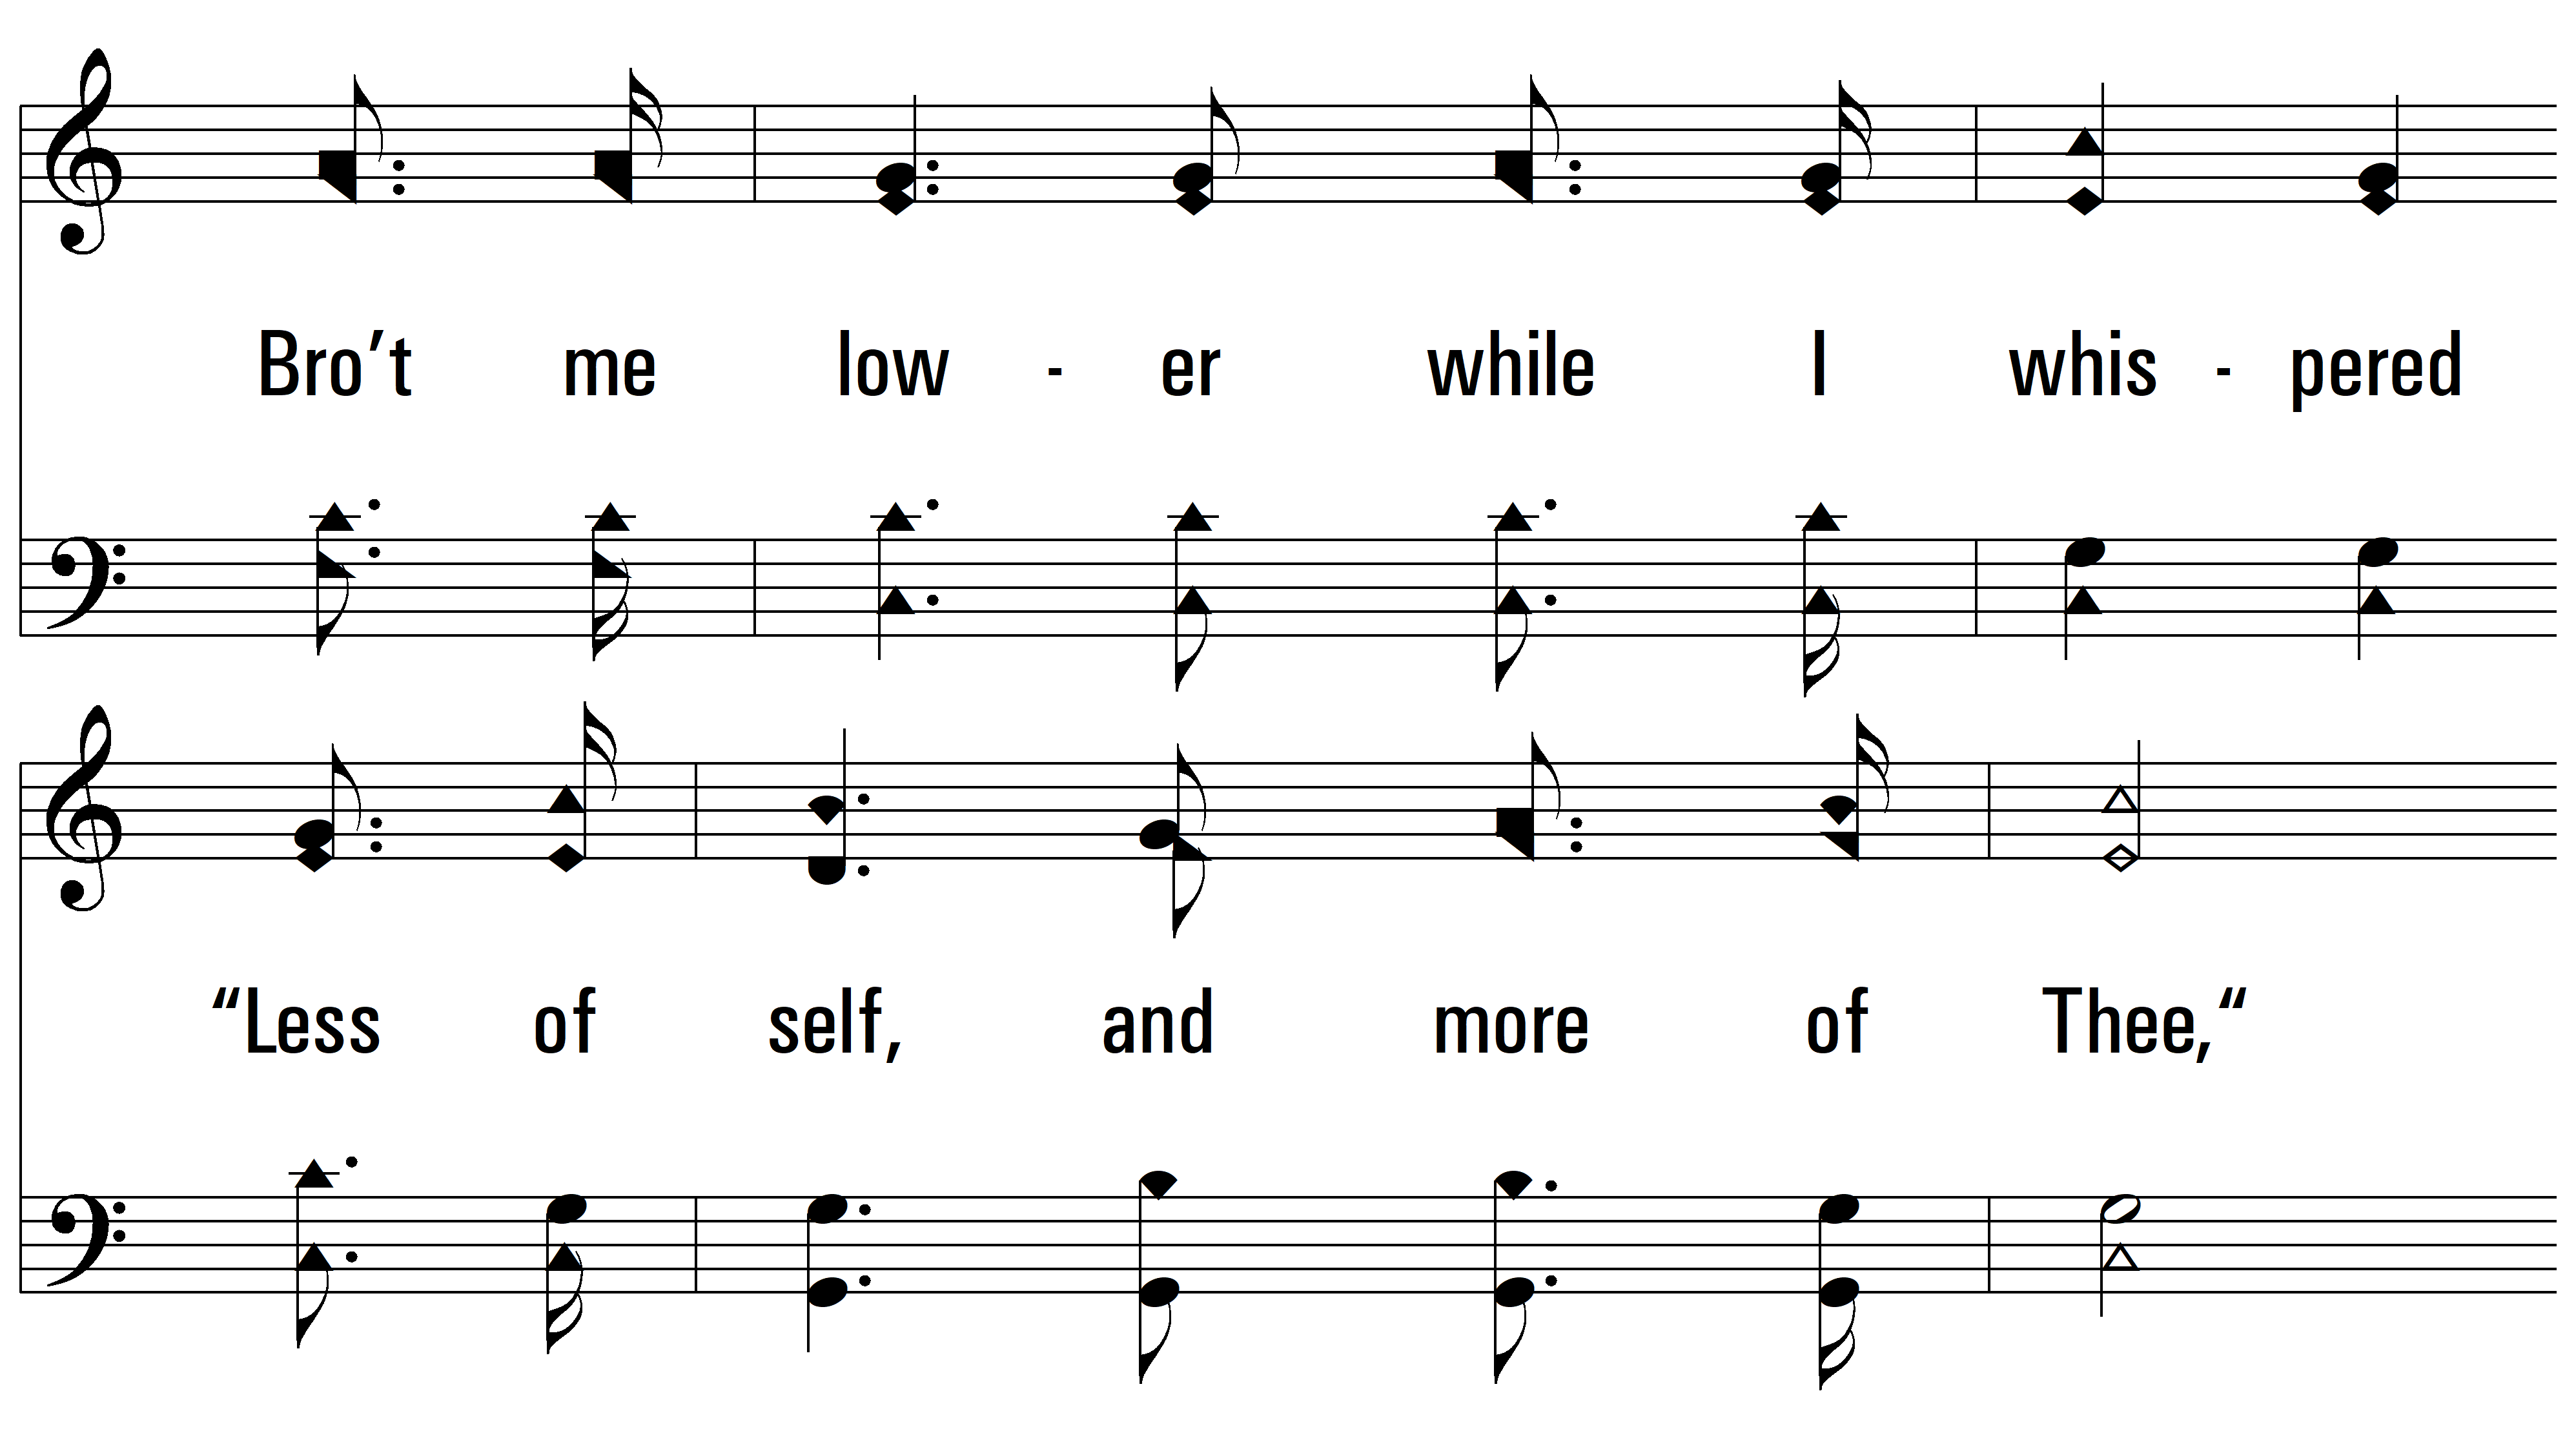 Bro’t me low - er while I whis - pered
“Less of self, and more of Thee,“